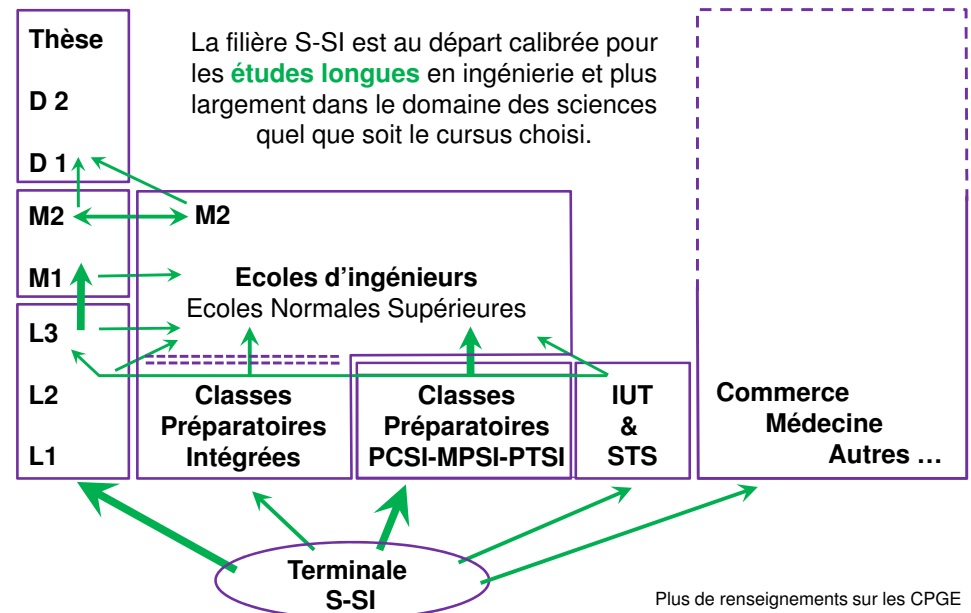 Thèse
D 2
D 1
La filière S-SI est au départ calibrée pour
les études longues en ingénierie et plus
largement dans le domaine des sciences
quel que soit le cursus choisi.
M2
M1
M2
Ecoles d'ingénieurs
Ecoles Normales Supérieures
L3
L2
L1
Classes
Préparatoires
Intégrées
Classes
Préparatoires
PCSI-MPSI-PTSI
IUT
&
STS
Commerce
Médecine
Autres …
Terminale
S-SI
Plus de renseignements sur les CPGE